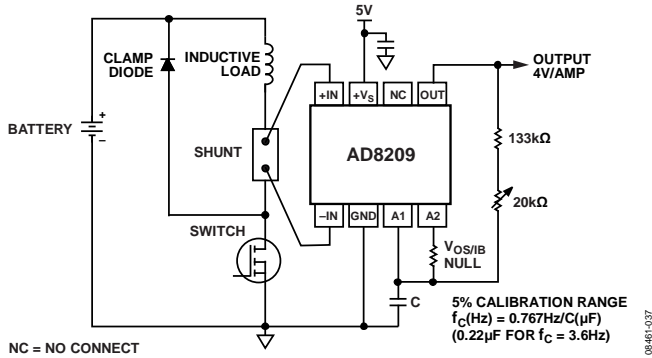 5V
CLAMP
DIODE
INDUCTIVE
LOAD
OUTPUT
4V/AMP
+IN
+VS
NC
OUT
BATTERY
+
–
SHUNT
AD8209
133kΩ
20kΩ
SWITCH
–IN
GND
A1
A2
VOS/IB
NULL
C
5% CALIBRATION RANGE
fC(Hz) = 0.767Hz/C(µF)
(0.22µF FOR fC = 3.6Hz)
NC = NO CONNECT
08461-037